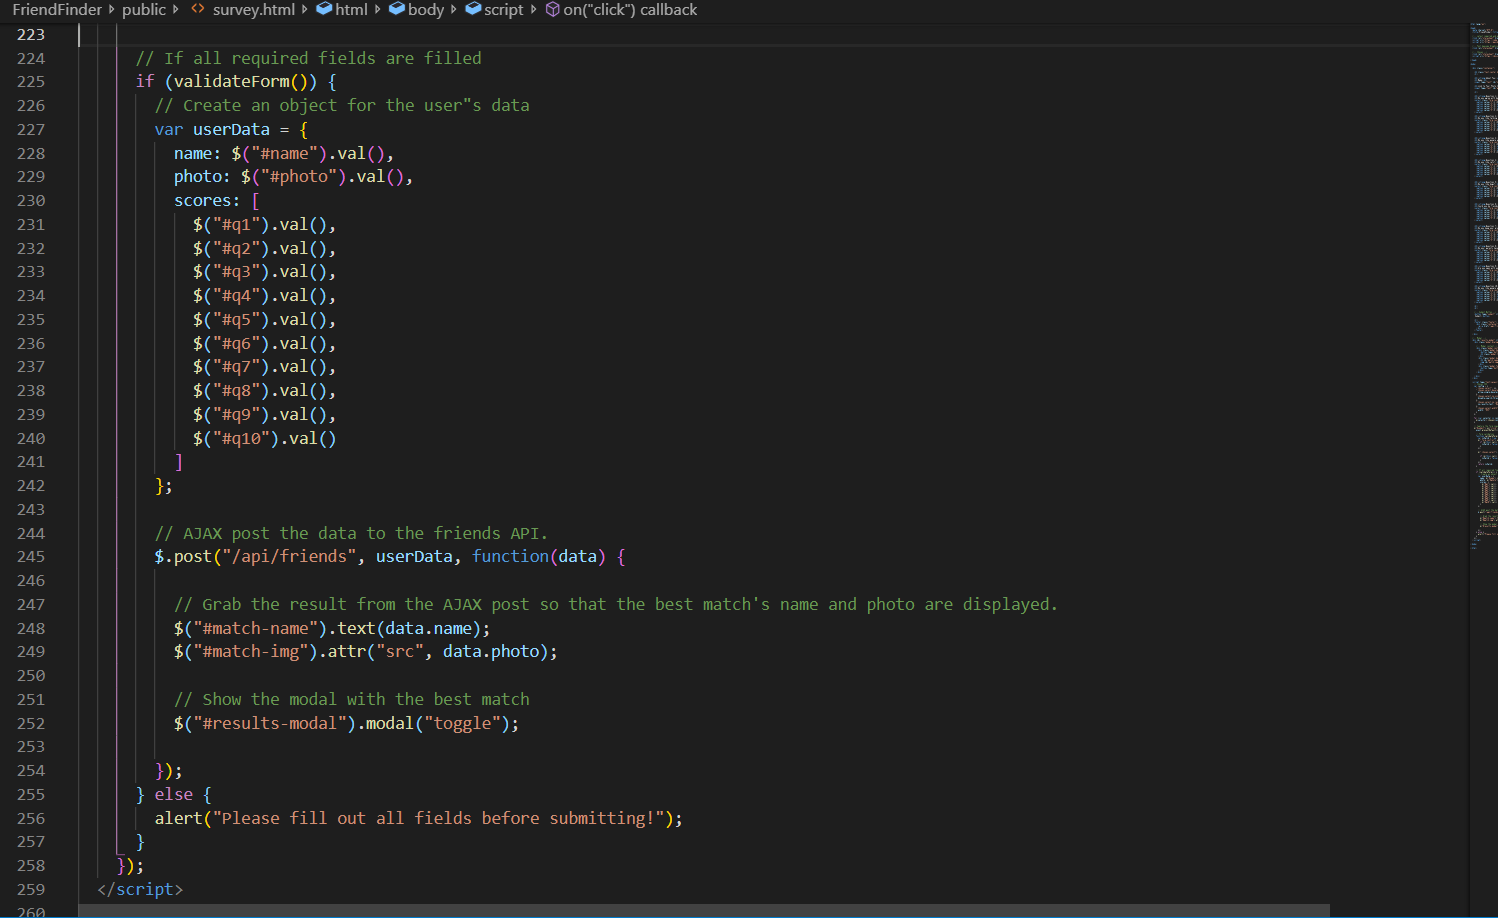 FriendFinder › public › <> survey.html › html › body › script › on("click") callback
223
224 // If all required fields are filled
225 if (validateForm()) {
226 // Create an object for the user"s data
227 var userData = {
228 name: $("#name").val(),
229 photo: $("#photo").val(),
230 scores: [
231 $("#q1").val(),
232 $("#q2").val(),
233 $("#q3").val(),
234 $("#q4").val(),
235 $("#q5").val(),
236 $("#q6").val(),
237 $("#q7").val(),
238 $("#q8").val(),
239 $("#q9").val(),
240 $("#q10").val()
241 ]
242 };
243
244 // AJAX post the data to the friends API.
245 $.post("/api/friends", userData, function(data) {
246
247 // Grab the result from the AJAX post so that the best match's name and photo are displayed.
248 $("#match-name").text(data.name);
249 $("#match-img").attr("src", data.photo);
250
251 // Show the modal with the best match
252 $("#results-modal").modal("toggle");
253
254 });
255 } else {
256 alert("Please fill out all fields before submitting!");
257 }
258 });
259 </script>
260